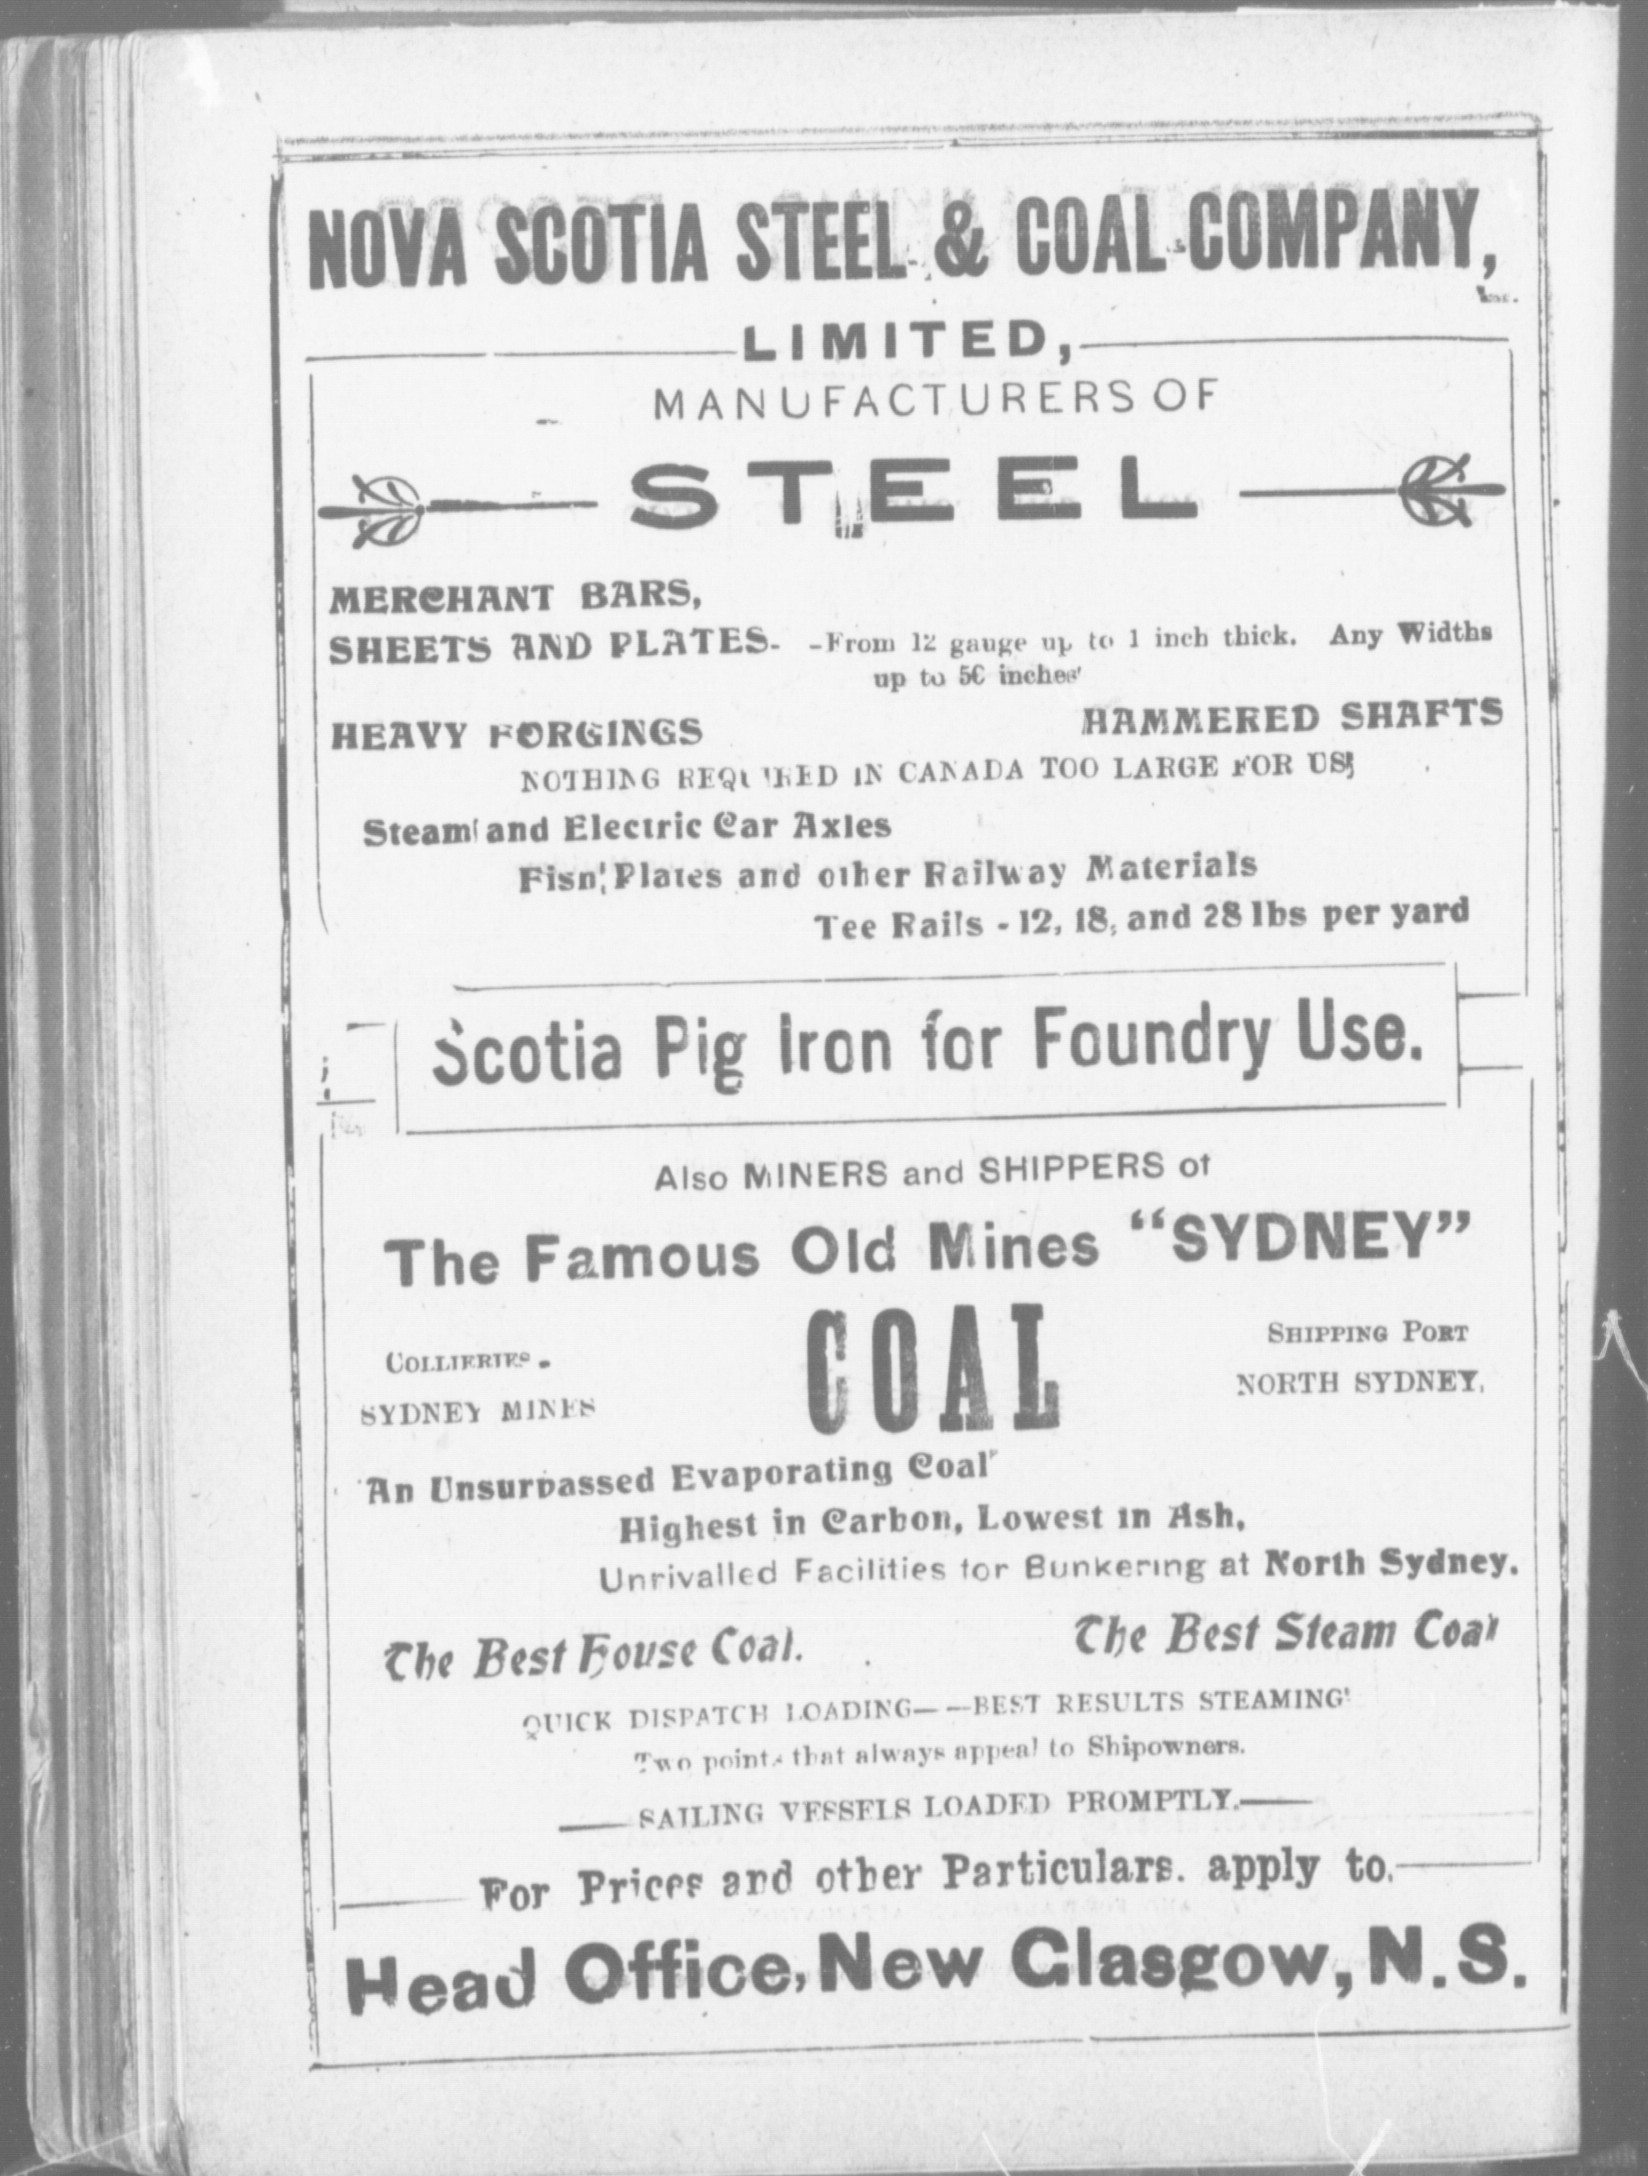 NOVA SCOTIA STEEL & COAL COMPANY,
LIMITED,
MANUFACTURERS OF
STEEL
MERCHANT BARS,
SHEETS AND PLATES- -From 12 gauge up to 1 inch thick. Any Widths
up to inches
HEAVY FORGINGS HAMMERED SHAFTS
NOTHING REQUIRED IN CANADA TOO LARGE FOR US
Steam and Electric Car Axles
Fish Plates and other Railway Materials
Tee Rails - 12, 18, and 28 lbs per yard
Scotia Pig Iron for Foundry Use.
Also MINERS and SHIPPERS of
The Famous Old Mines "SYDNEY"
COAL
COLLIERIES.
SYDNEY MINES
SHIPPING PORT
NORTH SYDNEY,
'An Unsurpassed Evaporating Coal'
Highest in Carbon, Lowest in Ash,
Unrivalled Facilities for Bunkering at North Sydney.
The Best House Coal. The Best Steam Coal
QUICK DISPATCH LOADING--BEST RESULTS STEAMING
Two points that always appeal to Shipowners.
SAILING VESSELS LOADED PROMPTLY.
For Prices and other Particulars. apply to.
Head Office, New Glasgow, N.S.